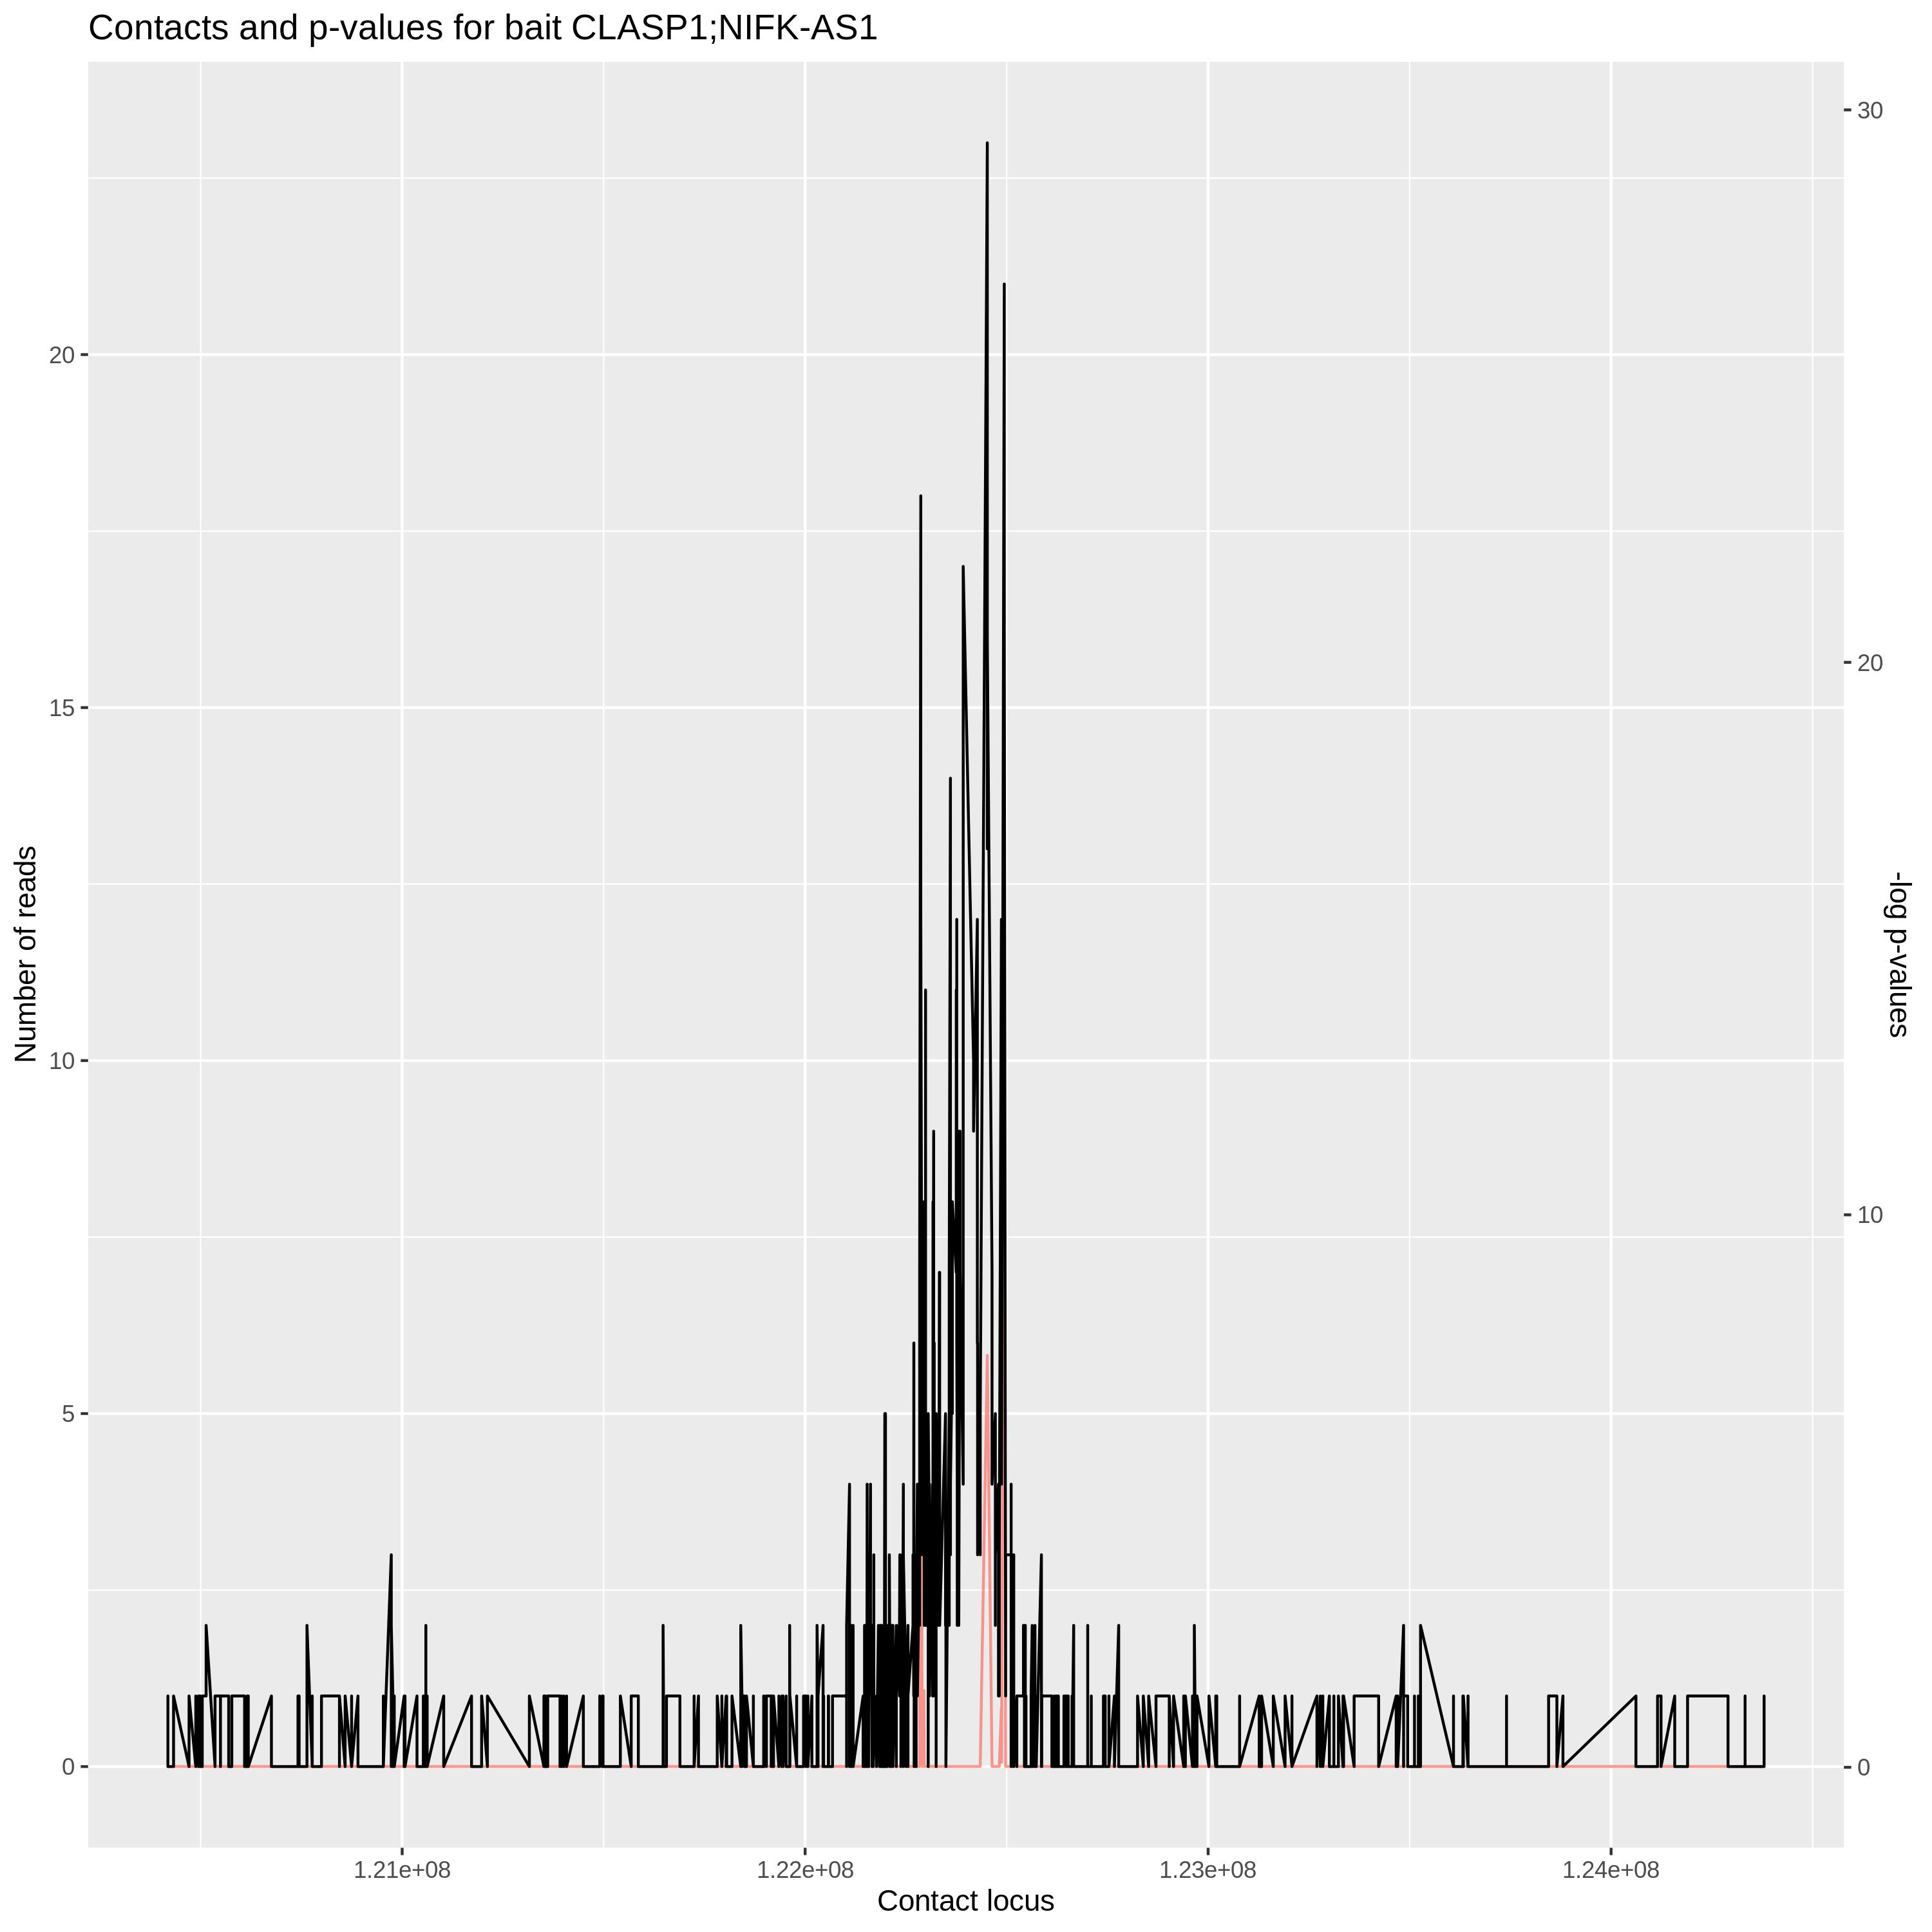 Contacts and p-values for bait CLASP1;NIFK-AS1
Number of reads
20
15
10
5
0
30
20
10
0
-log p-values
1.21e+08
1.22e+08
1.23e+08
1.24e+08
Contact locus